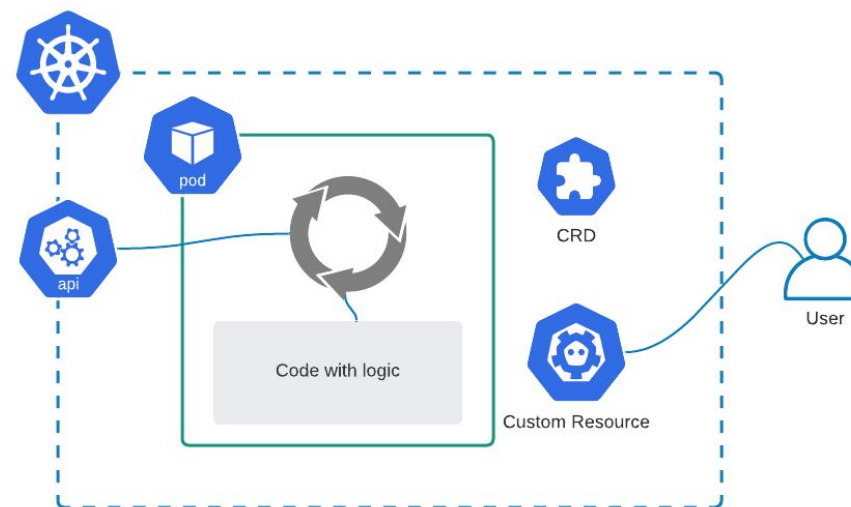 pod
api
CRD
User
Code with logic
Custom Resource